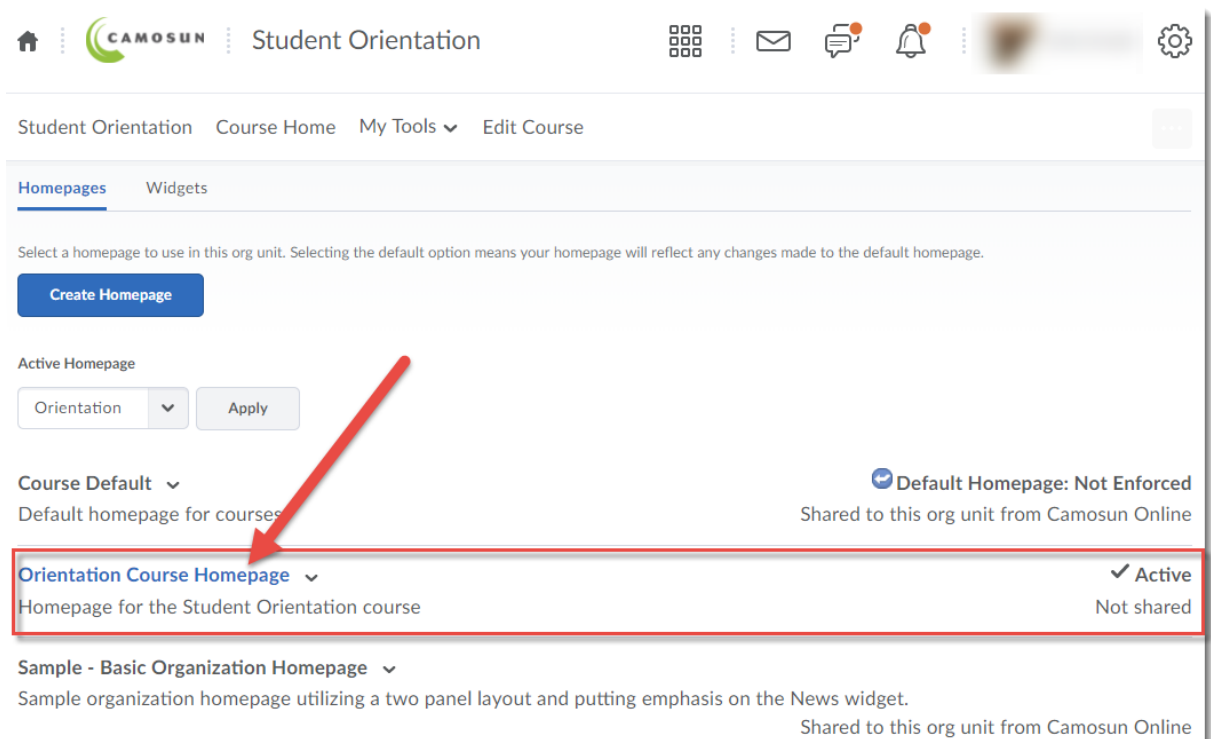 CAMOSUN Student Orientation
Student Orientation Course Home My Tools Edit Course
Homepages Widgets
Select a homepage to use in this org unit. Selecting the default option means your homepage will reflect any changes made to the default homepage.
Create Homepage
Active Homepage
Orientation Apply
Course Default Default Homepage: Not Enforced
Default homepage for courses Shared to this org unit from Camosun Online
Orientation Course Homepage Active
Homepage for the Student Orientation course Not shared
Sample - Basic Organization Homepage
Sample organization homepage utilizing a two panel layout and putting emphasis on the News widget.
Shared to this org unit from Camosun Online